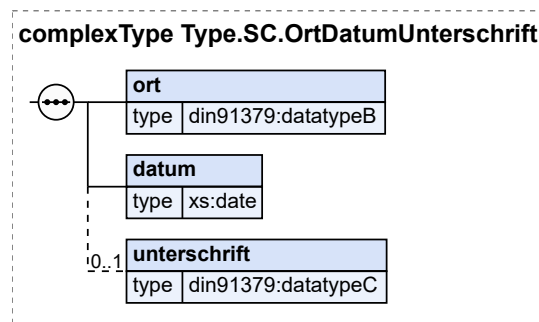 complexType Type.SC.OrtDatumUnterschrift
ort
type din91379:datatypeB
datum
type xs:date
0..1 unterschrift
type din91379:datatypeC